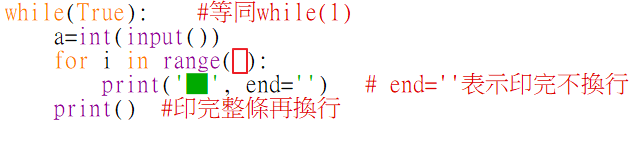 while(True):    #等同while(1)
    a=int(input())
    for i in range():
        print('', end='')   # end=''表示印完不換行
    print()  #印完整條再換行